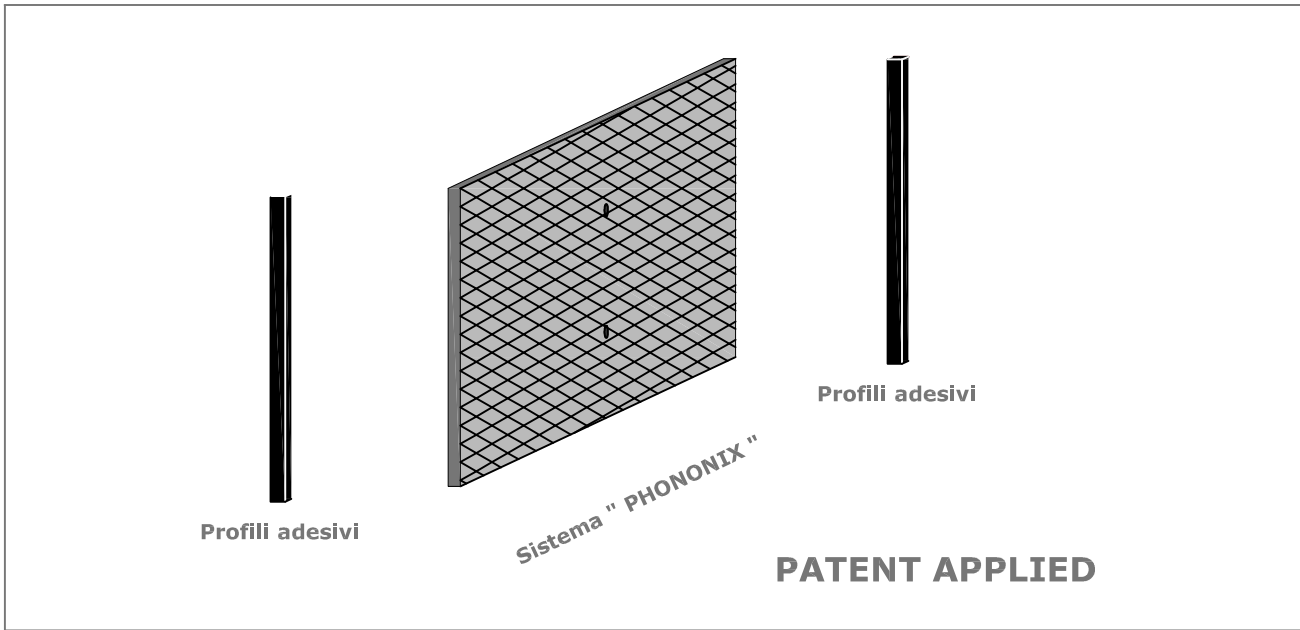 Profili adesivi
Profili adesivi
Sistema " PHONONIX "
PATENT APPLIED